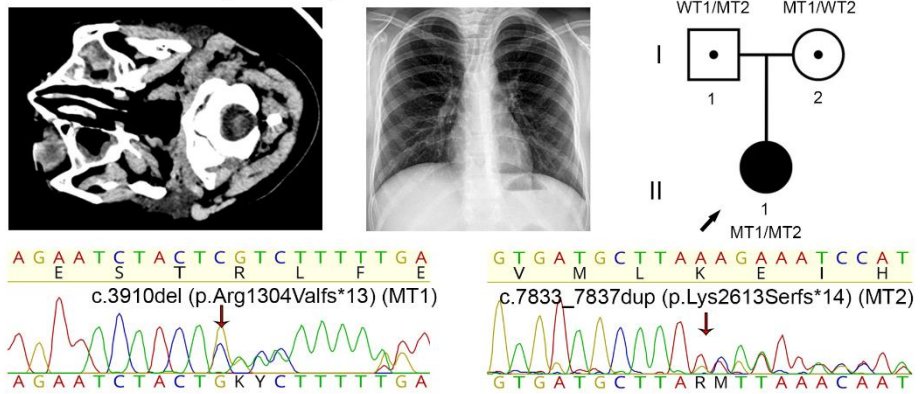 WT1/MT2 MT1/WT2
I
1 2
II
1
MT1/MT2
A G A A T C T A C T C G T C T T T T T G A
E S T R L F E
c.3910del (p.Arg1304Valfs*13) (MT1)
A G A A T C T A C T G K Y C T T T T T G A
G T G A T G C T T A A A G A A A T C C A T
V M L K E I H
c.7833_7837dup (p.Lys2613Serfs*14) (MT2)
G T G A T G C T T A R M T T A A A C A A T